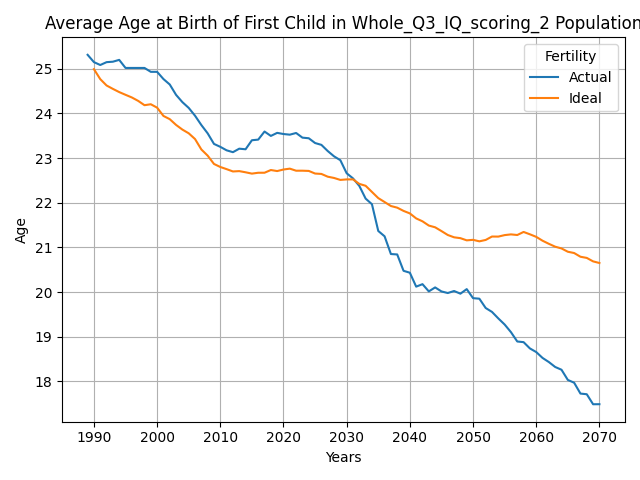 Average Age at Birth of First Child in Whole_Q3_IQ_scoring_2 Population
Fertility
Actual
Ideal
Age
25
24
23
22
21
20
19
18
1990 2000 2010 2020 2030 2040 2050 2060 2070
Years